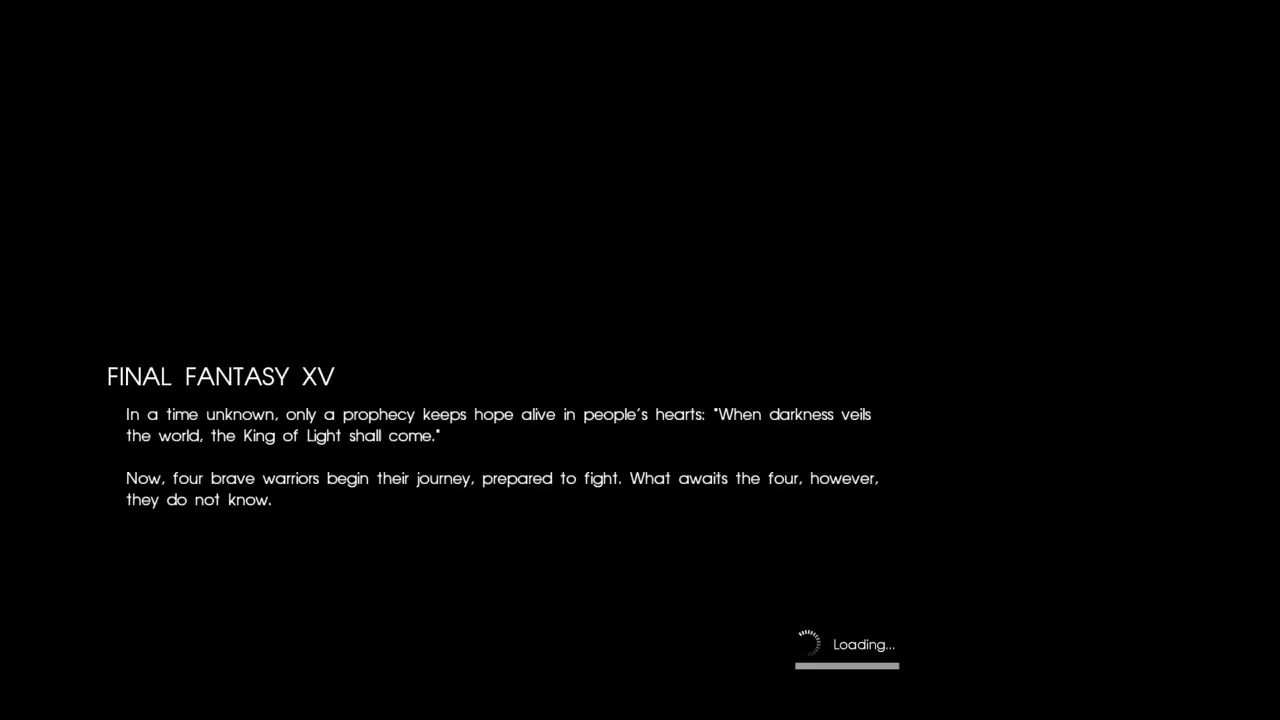 FINAL FANTASY XV
In a time unknown, only a prophecy keeps hope alive in people's hearts: "When darkness veils
the world, the King of Light shall come."
Now, four brave warriors begin their journey, prepared to fight. What awaits the four, however,
they do not know.
Loading...